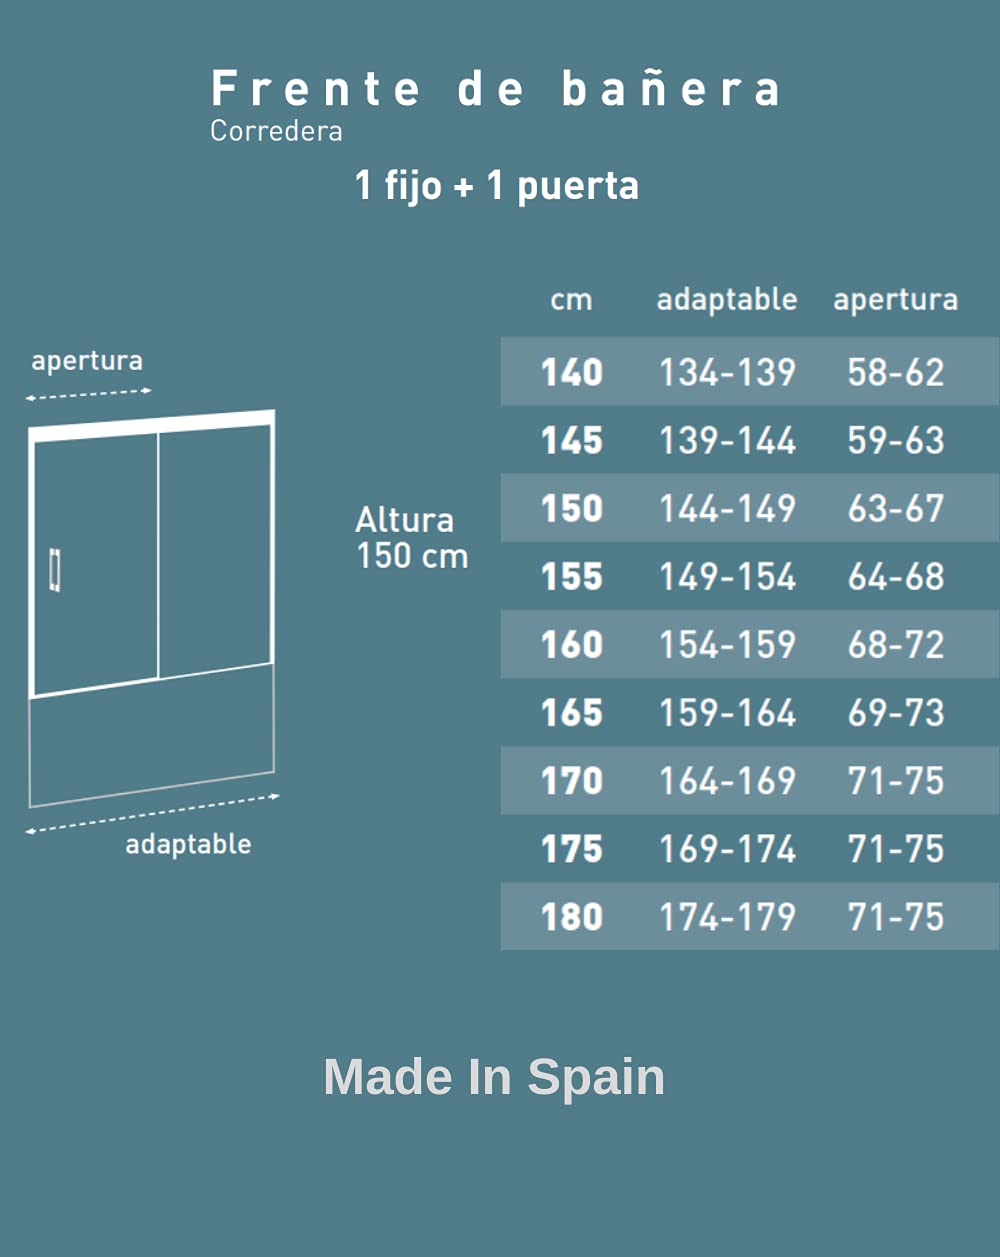 Frente de bañera
Corredera
1 fijo + 1 puerta
apertura
adaptable
Altura
150 cm
cm adaptable apertura
140 134-139 58-62
145 139-144 59-63
150 144-149 63-67
155 149-154 64-68
160 154-159 68-72
165 159-164 69-73
170 164-169 71-75
175 169-174 71-75
180 174-179 71-75
Made In Spain